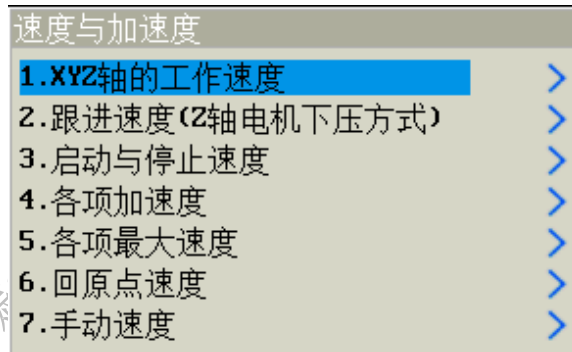 速度与加速度
1.XYZ轴的工作速度
2.跟进速度(Z轴电机下压方式)
3.启动与停止速度
4.各项加速度
5.各项最大速度
6.回原点速度
7.手动速度